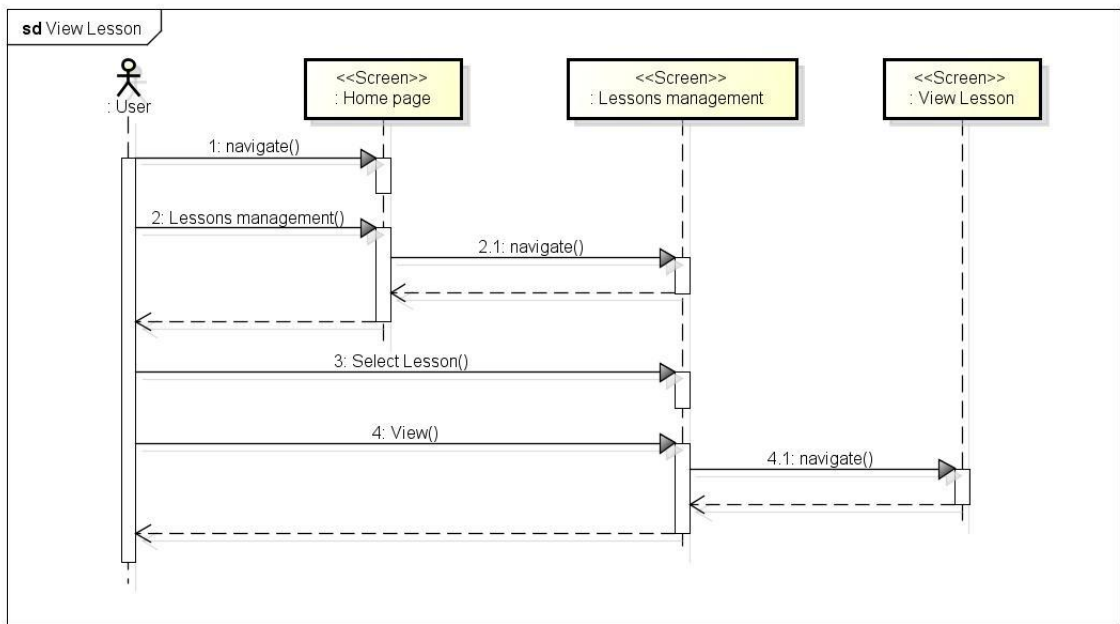 sd View Lesson
: User
<<Screen>>
: Home page
<<Screen>>
: Lessons management
<<Screen>>
: View Lesson
1: navigate()
2: Lessons management()
2.1: navigate()
3: Select Lesson()
4: View()
4.1: navigate()